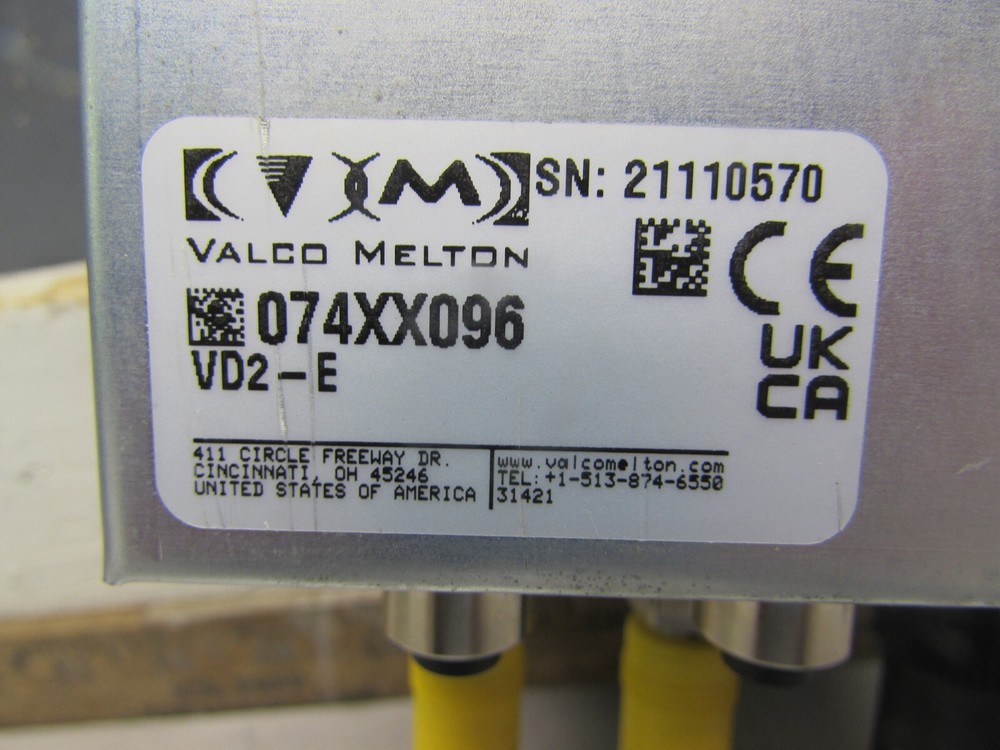 SN: 21110570
VALCO MELTON
074XX096
VD2-E
CE
UK
CA
411 CIRCLE FREEWAY DR.
CINCINNATI, OH 45246
UNITED STATES OF AMERICA
www.valcomelton.com
TEL:+1-513-874-6550
31421